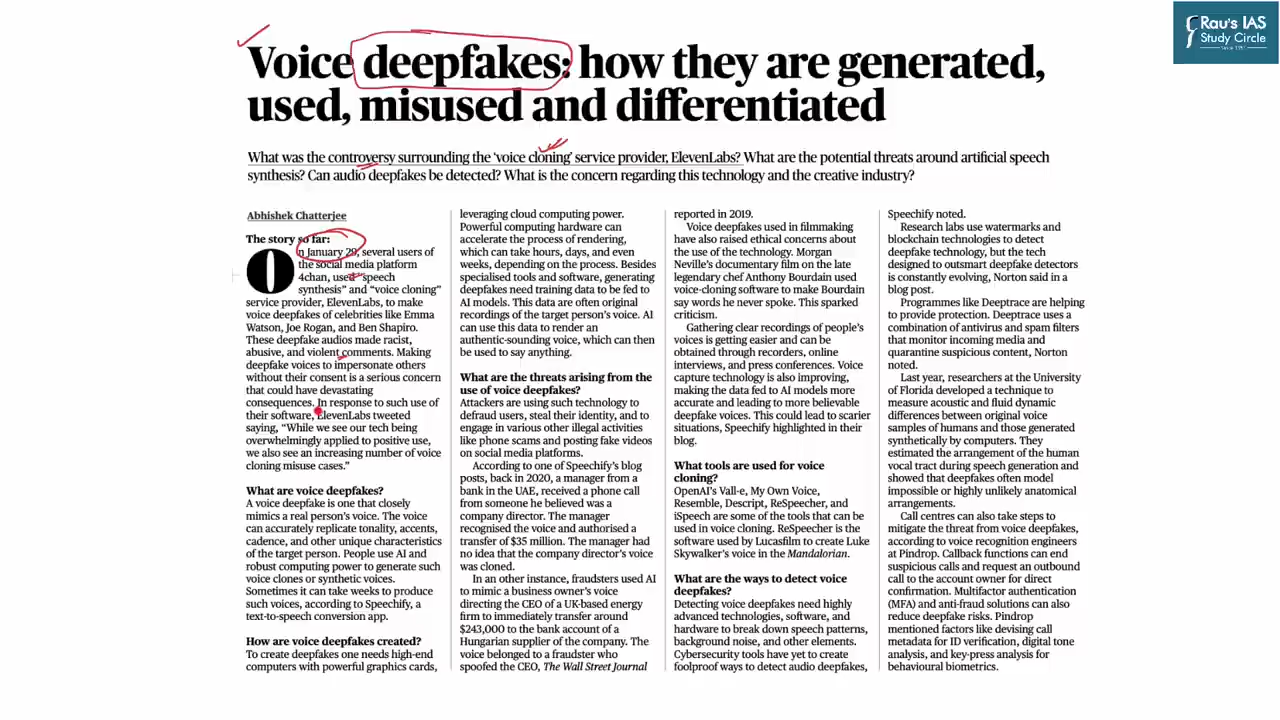 Rau's IAS
Study Circle
Since 1953
Voice deepfakes: how they are generated,
used, misused and differentiated
What was the controversy surrounding the ‘voice cloning’ service provider, ElevenLabs? What are the potential threats around artificial speech
synthesis? Can audio deepfakes be detected? What is the concern regarding this technology and the creative industry?
Abhishek Chatterjee
The story so far:
On January 29, several users of
the social media platform
4chan, used “speech
synthesis” and “voice cloning”
service provider, ElevenLabs, to make
voice deepfakes of celebrities like Emma
Watson, Joe Rogan, and Ben Shapiro.
These deepfake audios made racist,
abusive, and violent comments. Making
deepfake voices to impersonate others
without their consent is a serious concern
that could have devastating
consequences. In response to such use of
their software, ElevenLabs tweeted
saying, “While we see our tech being
overwhelmingly applied to positive use,
we also see an increasing number of voice
cloning misuse cases.”
What are voice deepfakes?
A voice deepfake is one that closely
mimics a real person's voice. The voice
can accurately replicate tonality, accents,
cadence, and other unique characteristics
of the target person. People use AI and
robust computing power to generate such
voice clones or synthetic voices.
Sometimes it can take weeks to produce
such voices, according to Speechify, a
text-to-speech conversion app.
How are voice deepfakes created?
To create deepfakes one needs high-end
computers with powerful graphics cards,
leveraging cloud computing power.
Powerful computing hardware can
accelerate the process of rendering,
which can take hours, days, and even
weeks, depending on the process. Besides
specialised tools and software, generating
deepfakes need training data to be fed to
AI models. This data are often original
recordings of the target person's voice. AI
can use this data to render an
authentic-sounding voice, which can then
be used to say anything.
What are the threats arising from the
use of voice deepfakes?
Attackers are using such technology to
defraud users, steal their identity, and to
engage in various other illegal activities
like phone scams and posting fake videos
on social media platforms.
According to one of Speechify's blog
posts, back in 2020, a manager from a
bank in the UAE, received a phone call
from someone he believed was a
company director. The manager
recognised the voice and authorised a
transfer of $35 million. The manager had
no idea that the company director's voice
was cloned.
In an other instance, fraudsters used AI
to mimic a business owner's voice
directing the CEO of a UK-based energy
firm to immediately transfer around
$243,000 to the bank account of a
Hungarian supplier of the company. The
voice belonged to a fraudster who
spoofed the CEO, The Wall Street Journal
reported in 2019.
Voice deepfakes used in filmmaking
have also raised ethical concerns about
the use of the technology. Morgan
Neville's documentary film on the late
legendary chef Anthony Bourdain used
voice-cloning software to make Bourdain
say words he never spoke. This sparked
criticism.
Gathering clear recordings of people's
voices is getting easier and can be
obtained through recorders, online
interviews, and press conferences. Voice
capture technology is also improving,
making the data fed to AI models more
accurate and leading to more believable
deepfake voices. This could lead to scarier
situations, Speechify highlighted in their
blog.
What tools are used for voice
cloning?
OpenAI's Vall-e, My Own Voice,
Resemble, Descript, ReSpeecher, and
iSpeech are some of the tools that can be
used in voice cloning. ReSpeecher is the
software used by Lucasfilm to create Luke
Skywalker's voice in the Mandalorian.
What are the ways to detect voice
deepfakes?
Detecting voice deepfakes need highly
advanced technologies, software, and
hardware to break down speech patterns,
background noise, and other elements.
Cybersecurity tools have yet to create
foolproof ways to detect audio deepfakes,
Speechify noted.
Research labs use watermarks and
blockchain technologies to detect
deepfake technology, but the tech
designed to outsmart deepfake detectors
is constantly evolving, Norton said in a
blog post.
Programmes like Deeptrace are helping
to provide protection. Deeptrace uses a
combination of antivirus and spam filters
that monitor incoming media and
quarantine suspicious content, Norton
noted.
Last year, researchers at the University
of Florida developed a technique to
measure acoustic and fluid dynamic
differences between original voice
samples of humans and those generated
synthetically by computers. They
estimated the arrangement of the human
vocal tract during speech generation and
showed that deepfakes often model
impossible or highly unlikely anatomical
arrangements.
Call centres can also take steps to
mitigate the threat from voice deepfakes,
according to voice recognition engineers
at Pindrop. Callback functions can end
suspicious calls and request an outbound
call to the account owner for direct
confirmation. Multifactor authentication
(MFA) and anti-fraud solutions can also
reduce deepfake risks. Pindrop
mentioned factors like devising call
metadata for ID verification, digital tone
analysis, and key-press analysis for
behavioural biometrics.